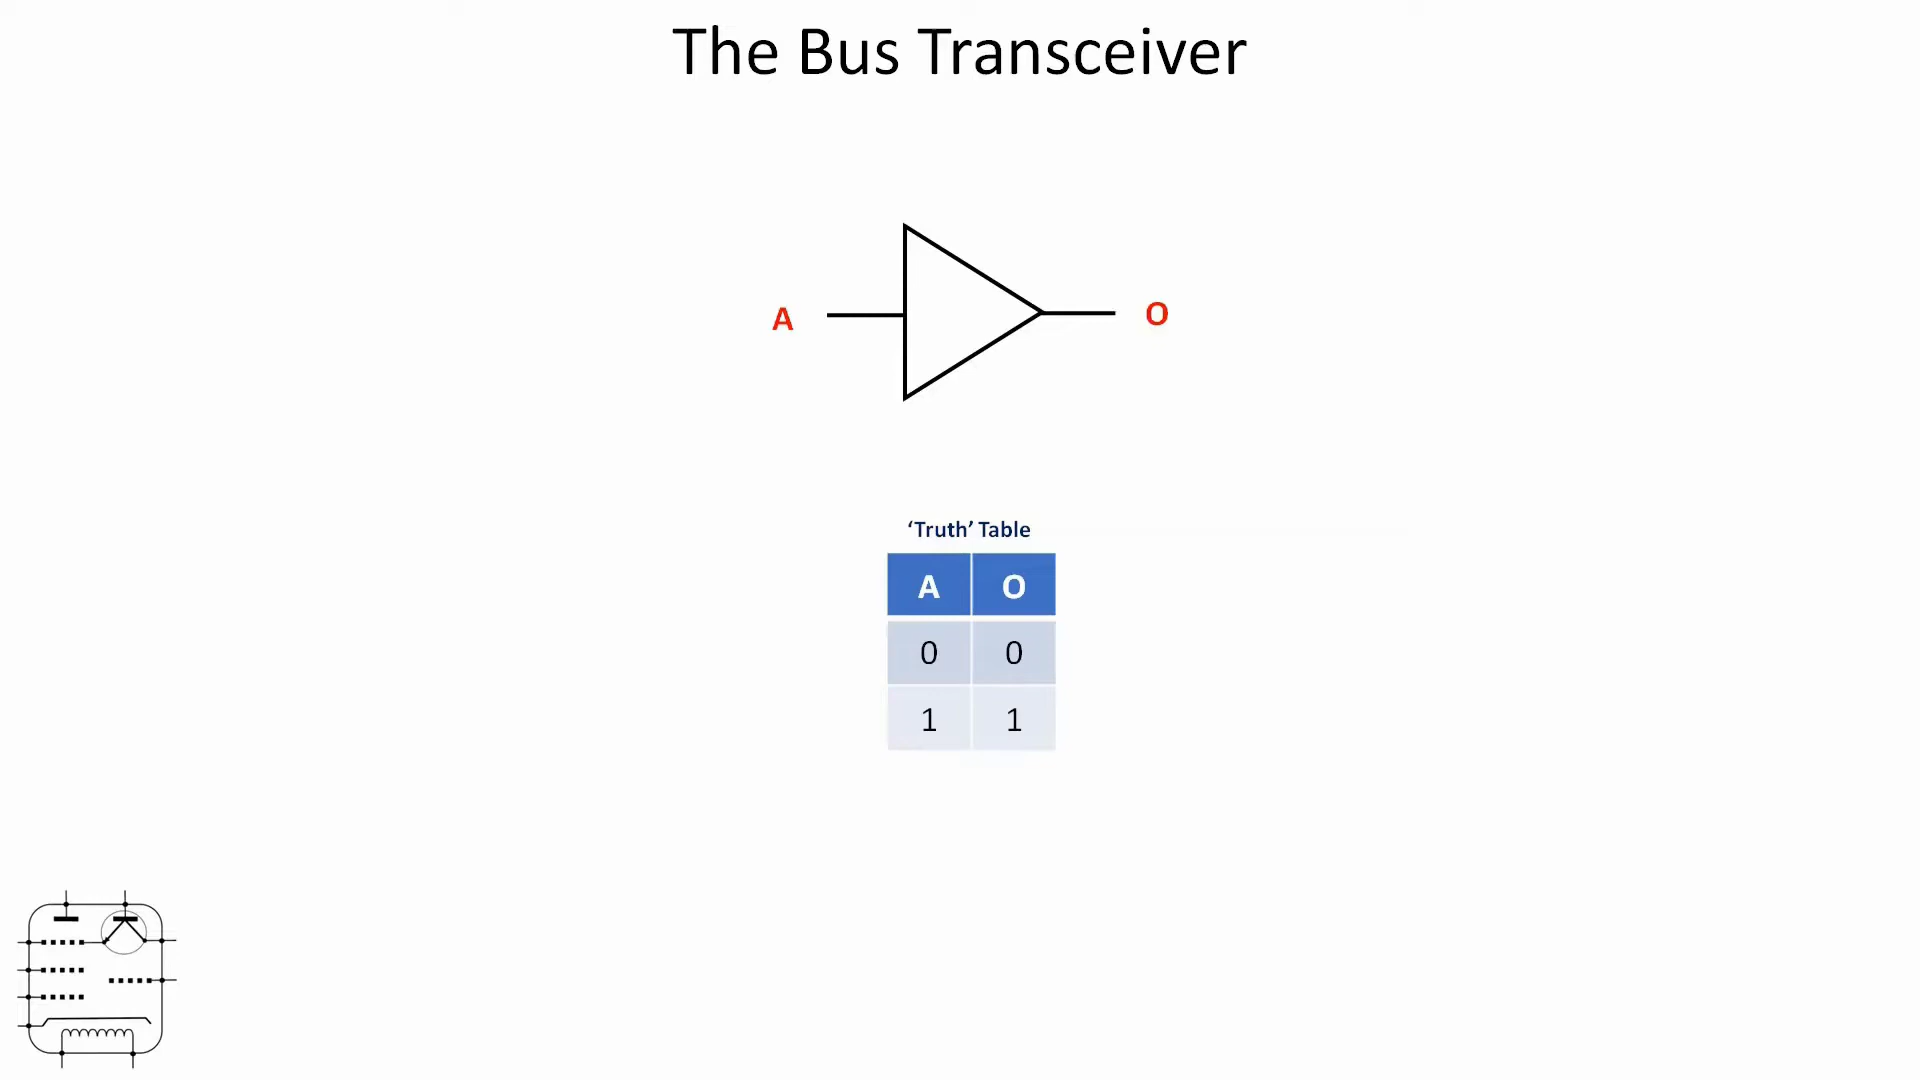 The Bus Transceiver
A
O
‘Truth’ Table
A O
0 0
1 1